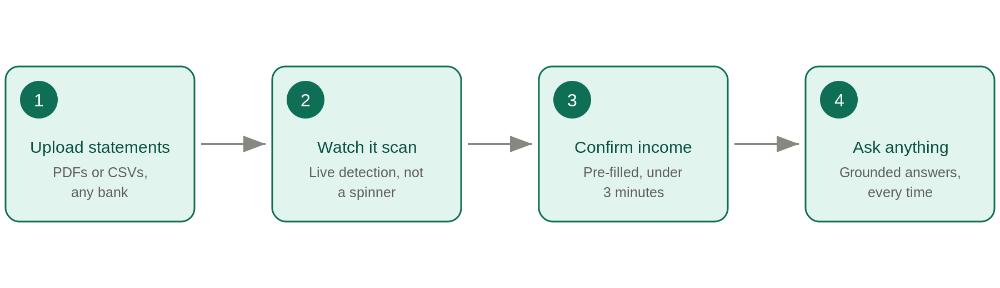 1
Upload statements
PDFs or CSVs,
any bank
2
Watch it scan
Live detection, not
a spinner
3
Confirm income
Pre-filled, under
3 minutes
4
Ask anything
Grounded answers,
every time